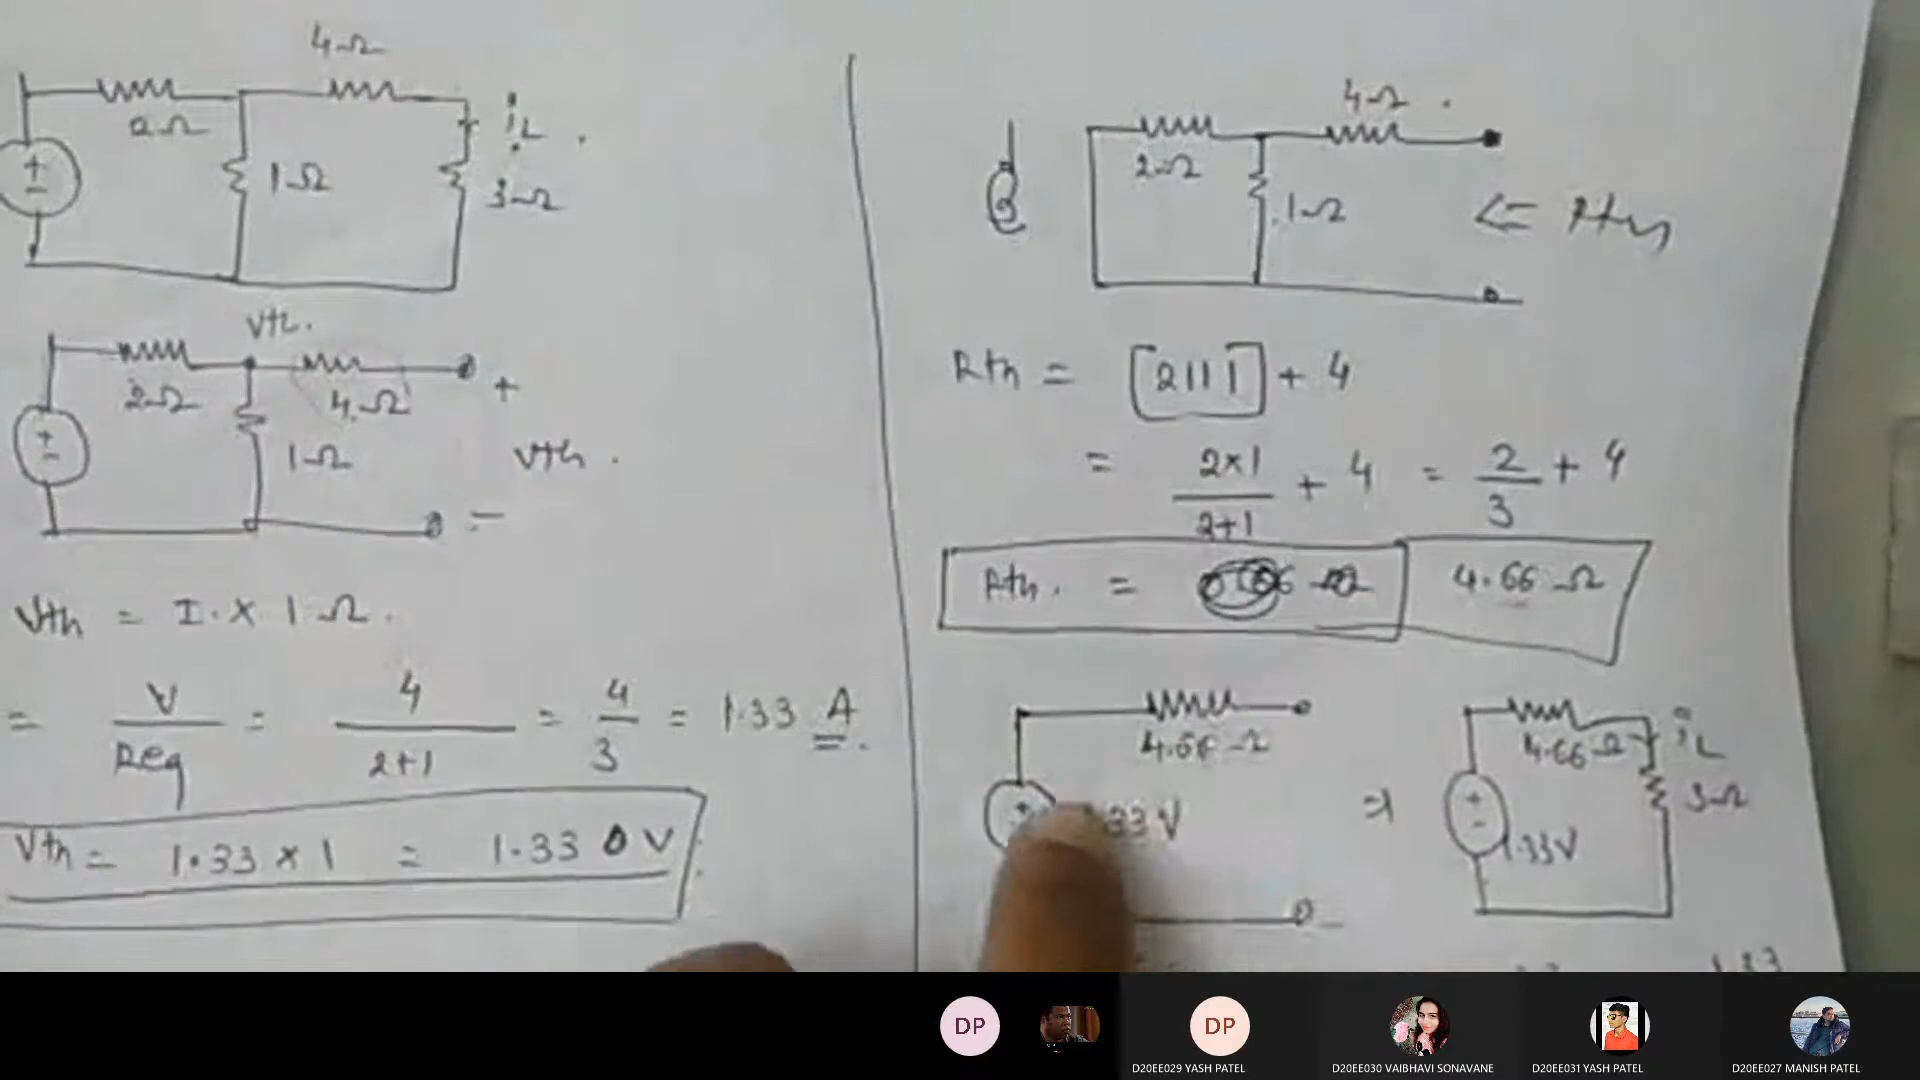 4Ω
2Ω
iL
1Ω
3Ω
+
-
Vth.
2Ω
4Ω
+
1Ω
Vth.
+
-
-
Vth = I. × 1Ω.
= V/Req = 4/2+1 = 4/3 = 1.33 A.
Vth = 1.33 × 1 = 1.33 V
4Ω
2Ω
1Ω
<= Rth
Rth = [2||1] + 4
= 2×1/2+1 + 4 = 2/3 + 4
Rth. = 4.66 Ω
4.66 Ω
33 V
⇒
4.66 Ω
iL
3Ω
+
-
1.33V
1.33
DP
DP
D20EE029 YASH PATEL
D20EE030 VAIBHAVI SONAVANE
D20EE031 YASH PATEL
D20EE027 MANISH PATEL